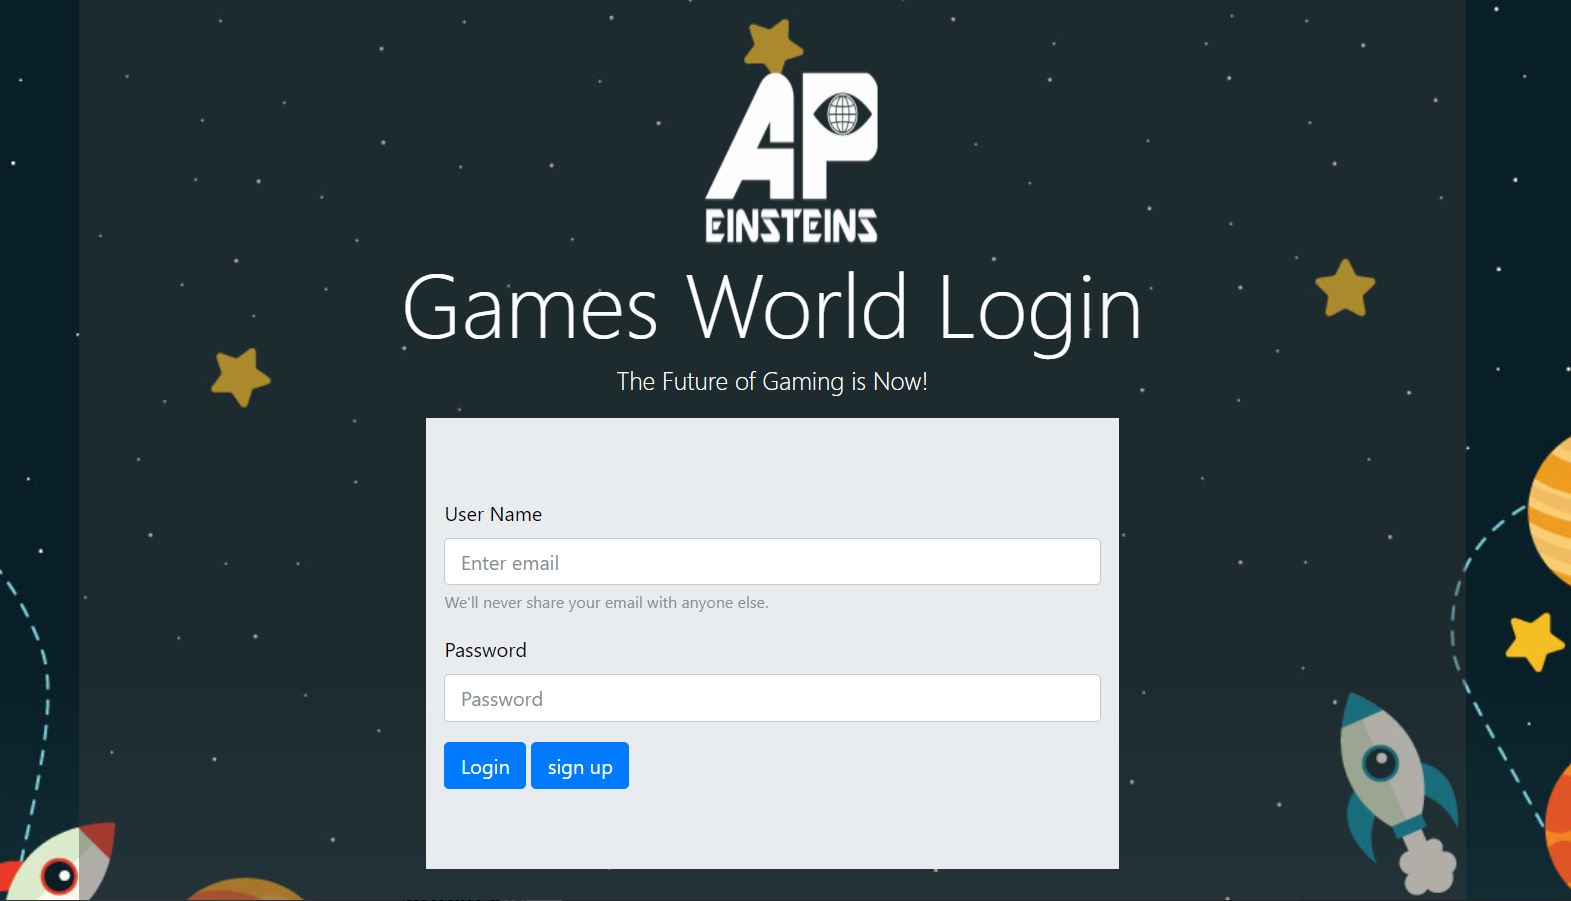 AP
EINSTEINS
Games World Login
The Future of Gaming is Now!
User Name
Enter email
We'll never share your email with anyone else.
Password
Password
Login sign up